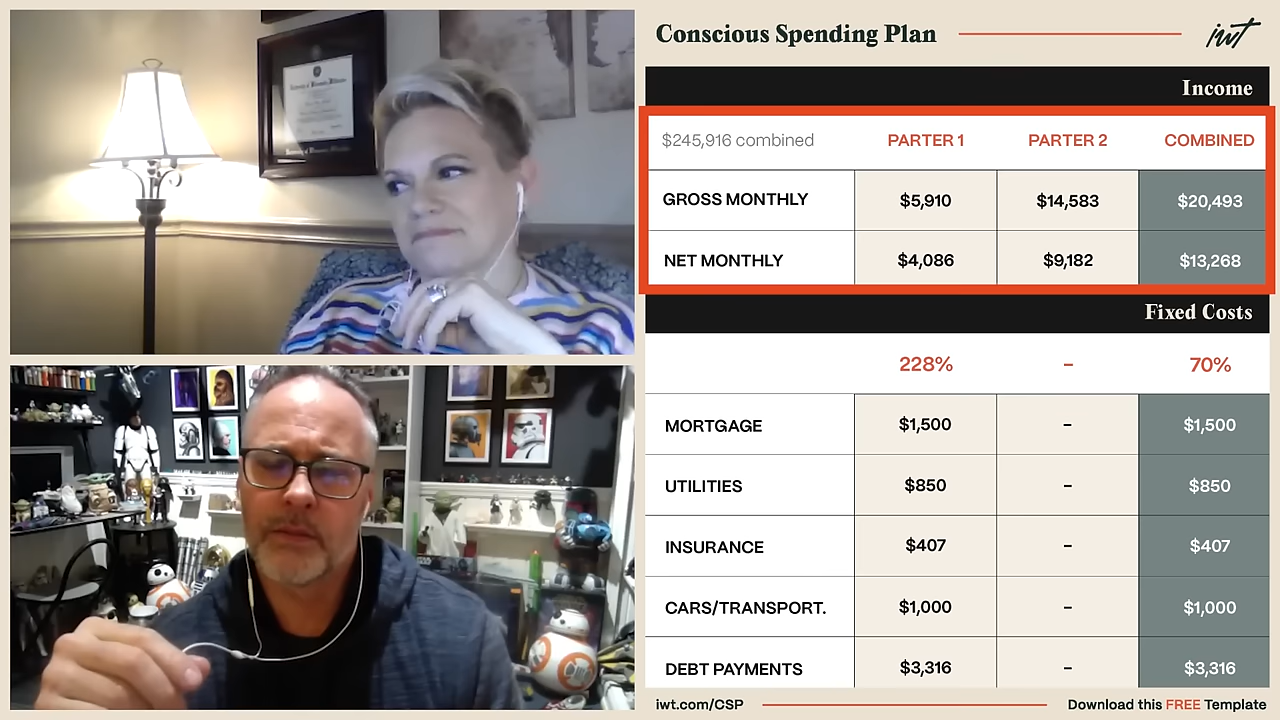 Conscious Spending Plan
iwt
Income
$245,916 combined PARTER 1 PARTER 2 COMBINED
GROSS MONTHLY $5,910 $14,583 $20,493
NET MONTHLY $4,086 $9,182 $13,268
Fixed Costs
228% – 70%
MORTGAGE $1,500 – $1,500
UTILITIES $850 – $850
INSURANCE $407 – $407
CARS/TRANSPORT. $1,000 – $1,000
DEBT PAYMENTS $3,316 – $3,316
iwt.com/CSP Download this FREE Template